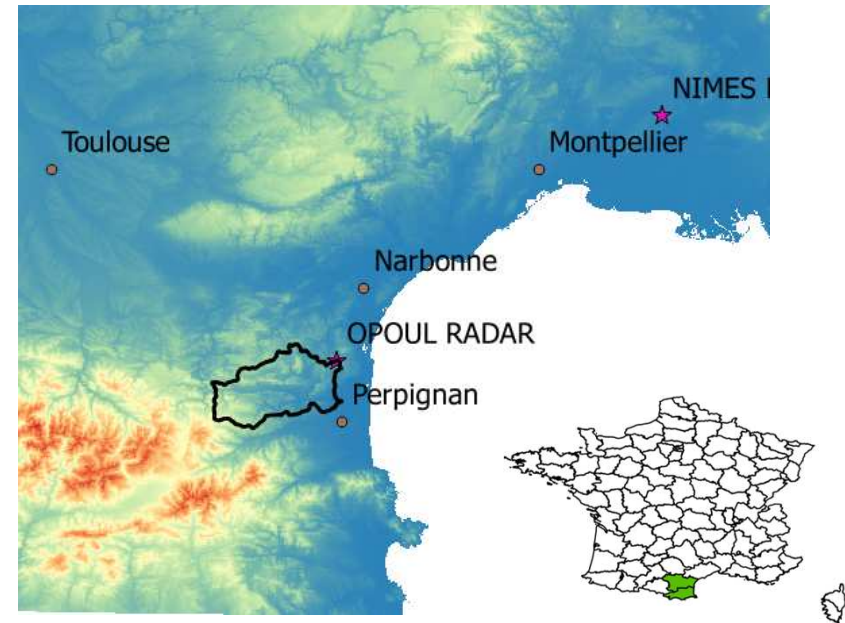 NIMES
Toulouse
Montpellier
Narbonne
OPOUL RADAR
Perpignan